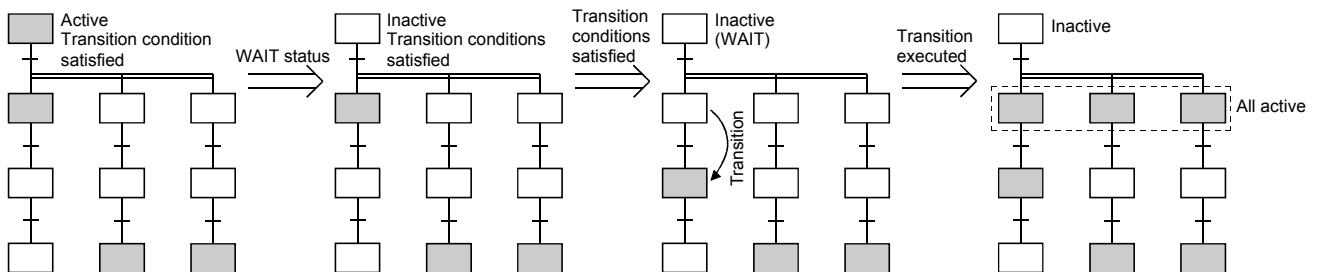 Active
Transition condition
satisfied
WAIT status
Inactive
Transition conditions
satisfied
Transition
conditions
satisfied
Inactive
(WAIT)
Transition
Transition
executed
Inactive
All active